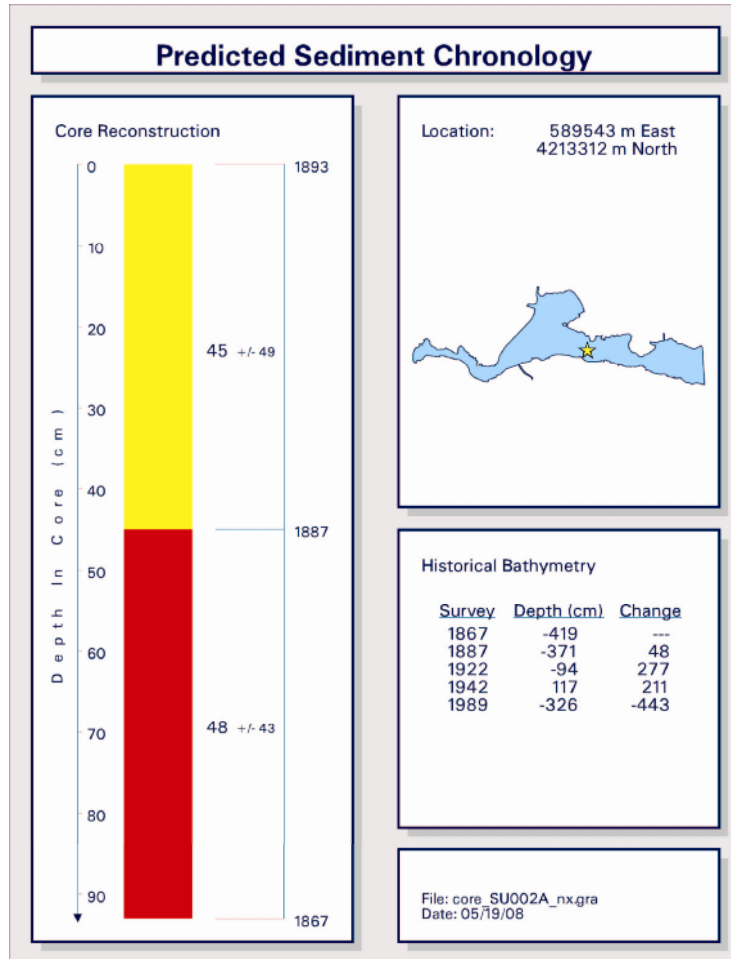 Predicted Sediment Chronology
Core Reconstruction
Depth In Core (cm)
0
10
20
30
40
50
60
70
80
90
1893
45 +/- 49
1887
48 +/- 43
1867
Location: 589543 m East
4213312 m North
Historical Bathymetry
Survey Depth (cm) Change
1867 -419 ---
1887 -371 48
1922 -94 277
1942 117 211
1989 -326 -443
File: core_SU002A_nx.gra
Date: 05/19/08